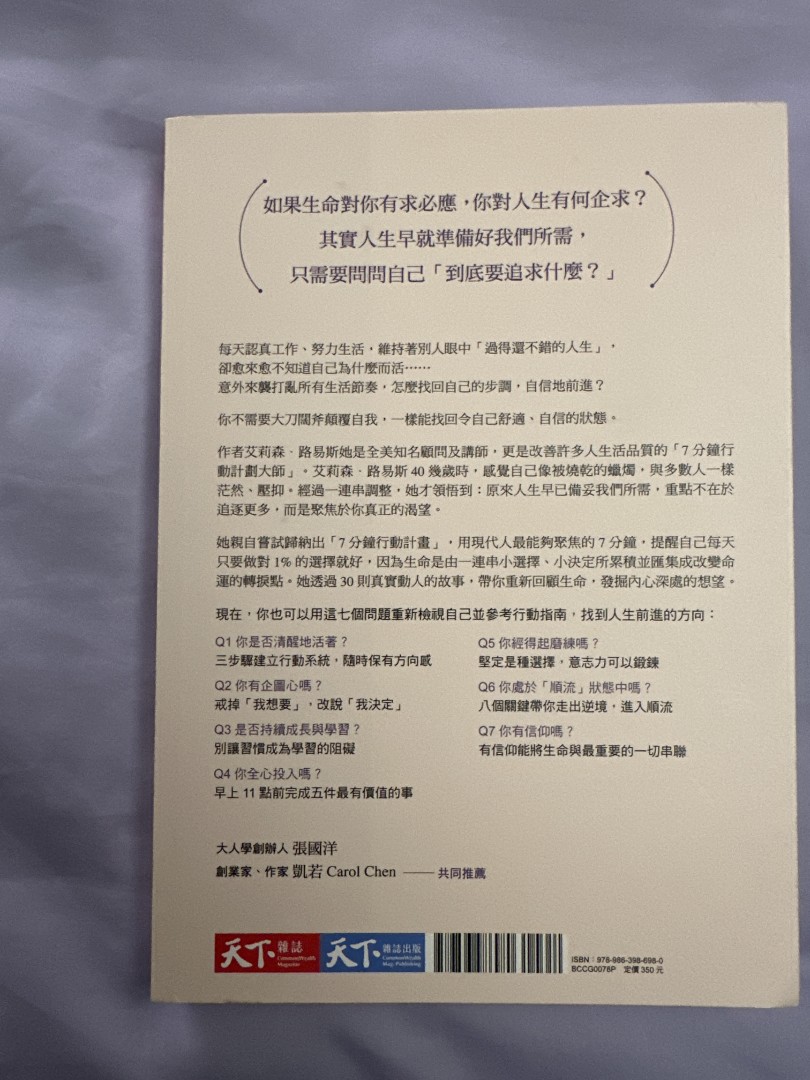 如果生命對你有求必應，你對人生有何企求？
其實人生早就準備好我們所需，
只需要問問自己「到底要追求什麼？」
每天認真工作、努力生活，維持著別人眼中「過得還不錯的人生」，
卻愈來愈不知道自己為什麼而活……
意外來襲打亂所有生活節奏，怎麼找回自己的步調，自信地前進？
你不需要大刀闊斧顛覆自我，一樣能找回令自己舒適、自信的狀態。
作者艾莉森．路易斯她是全美知名顧問及講師，更是改善許多人生活品質的「7 分鐘行
動計劃大師」。艾莉森．路易斯 40 幾歲時，感覺自己像被燒乾的蠟燭，與多數人一樣
茫然、壓抑。經過一連串調整，她才領悟到：原來人生早已備妥我們所需，重點不在於
追逐更多，而是聚焦於你真正的渴望。
她親自嘗試歸納出「7 分鐘行動計畫」，用現代人最能夠聚焦的 7 分鐘，提醒自己每天
只要做對 1% 的選擇就好，因為生命是由一連串小選擇、小決定所累積並匯集成改變命
運的轉捩點。她透過 30 則真實動人的故事，帶你重新回顧生命，發掘內心深處的想望。
現在，你也可以用這七個問題重新檢視自己並參考行動指南，找到人生前進的方向：
Q1 你是否清醒地活著？
三步驟建立行動系統，隨時保有方向感
Q2 你有企圖心嗎？
戒掉「我想要」，改說「我決定」
Q3 是否持續成長與學習？
別讓習慣成為學習的阻礙
Q4 你全心投入嗎？
早上 11 點前完成五件最有價值的事
Q5 你經得起磨練嗎？
堅定是種選擇，意志力可以鍛鍊
Q6 你處於「順流」狀態中嗎？
八個關鍵帶你走出逆境，進入順流
Q7 你有信仰嗎？
有信仰能將生命與最重要的一切串聯
大人學創辦人 張國洋
創業家、作家 凱若 Carol Chen ── 共同推薦
天下雜誌
CommonWealth
Magazine
天下雜誌出版
CommonWealth
Mag. Publishing
ISBN：978-986-398-698-0
BCCG0078P 定價 350 元